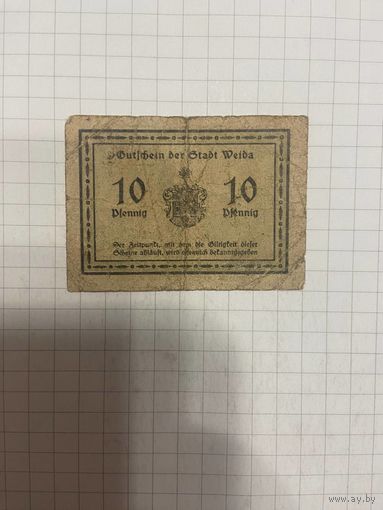 Gutschein der Stadt Weida
10 10
Pfennig Pfennig
Der Zeitpunkt, mit dem die Gültigkeit dieser
Scheine abläuft, wird öffentlich bekanntgegeben
www.ay.by